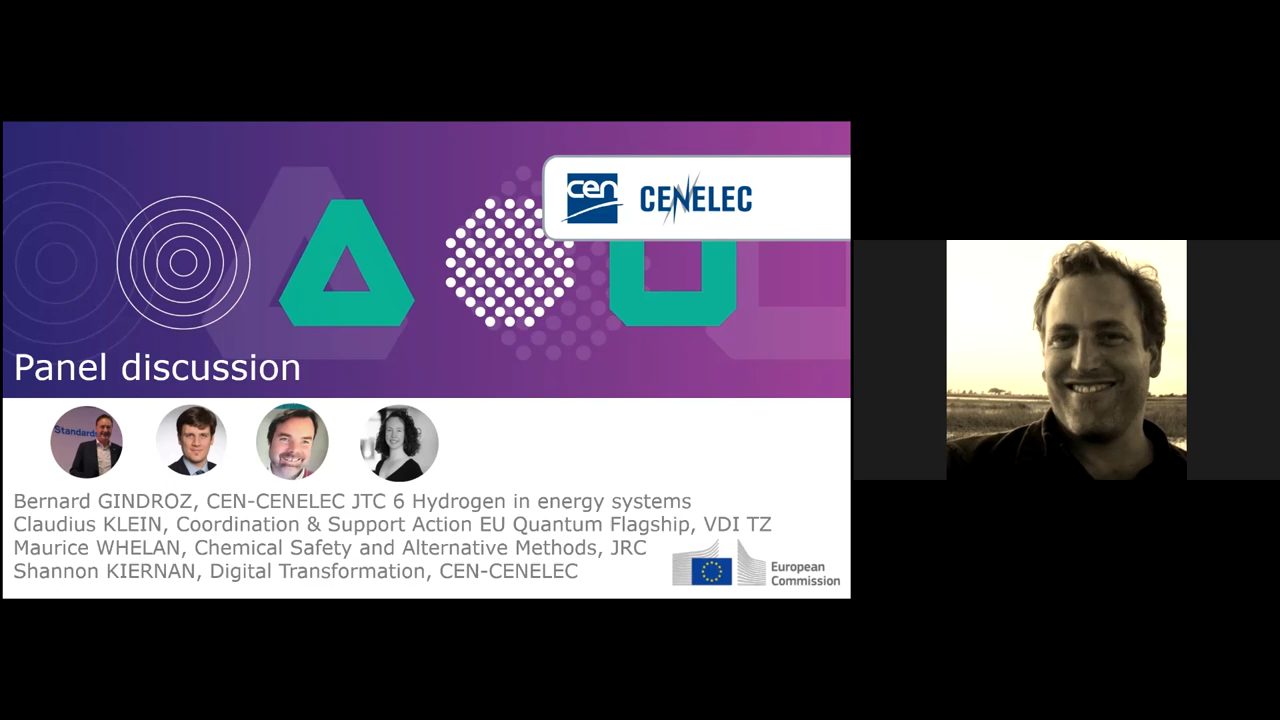 cen
CENELEC
Panel discussion
Standards
Bernard GINDROZ, CEN-CENELEC JTC 6 Hydrogen in energy systems
Claudius KLEIN, Coordination & Support Action EU Quantum Flagship, VDI TZ
Maurice WHELAN, Chemical Safety and Alternative Methods, JRC
Shannon KIERNAN, Digital Transformation, CEN-CENELEC
European
Commission